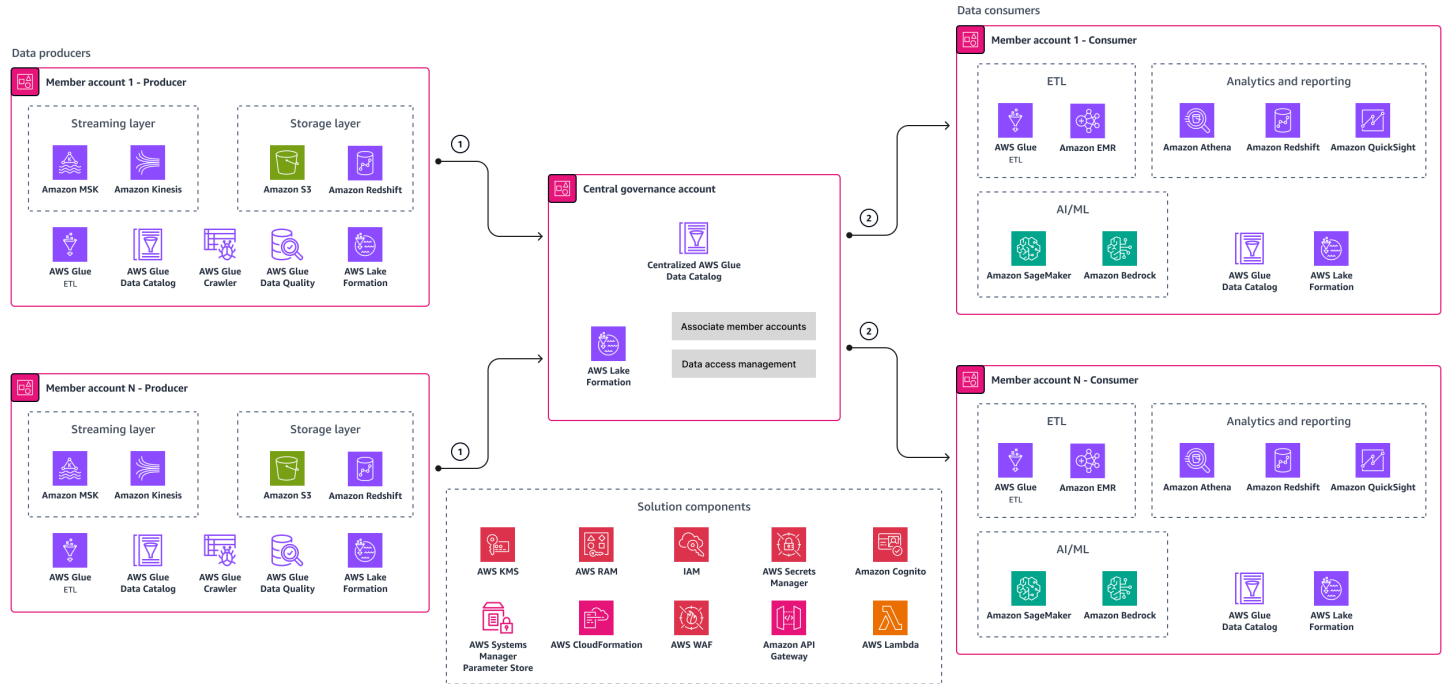 Data producers
Member account 1 - Producer
Streaming layer
Storage layer
Amazon MSK
Amazon Kinesis
Amazon S3
Amazon Redshift
AWS Glue
ETL
AWS Glue
Data Catalog
AWS Glue
Crawler
AWS Glue
Data Quality
AWS Lake
Formation
Member account N - Producer
Streaming layer
Storage layer
Amazon MSK
Amazon Kinesis
Amazon S3
Amazon Redshift
AWS Glue
ETL
AWS Glue
Data Catalog
AWS Glue
Crawler
AWS Glue
Data Quality
AWS Lake
Formation
1
1
Central governance account
Centralized AWS Glue
Data Catalog
AWS Lake
Formation
Associate member accounts
Data access management
2
2
Solution components
AWS KMS
AWS RAM
IAM
AWS Secrets
Manager
Amazon Cognito
AWS Systems
Manager
Parameter Store
AWS CloudFormation
AWS WAF
Amazon API
Gateway
AWS Lambda
Data consumers
Member account 1 - Consumer
ETL
AWS Glue
ETL
Amazon EMR
Analytics and reporting
Amazon Athena
Amazon Redshift
Amazon QuickSight
AI/ML
Amazon SageMaker
Amazon Bedrock
AWS Glue
Data Catalog
AWS Lake
Formation
Member account N - Consumer
ETL
AWS Glue
ETL
Amazon EMR
Analytics and reporting
Amazon Athena
Amazon Redshift
Amazon QuickSight
AI/ML
Amazon SageMaker
Amazon Bedrock
AWS Glue
Data Catalog
AWS Lake
Formation